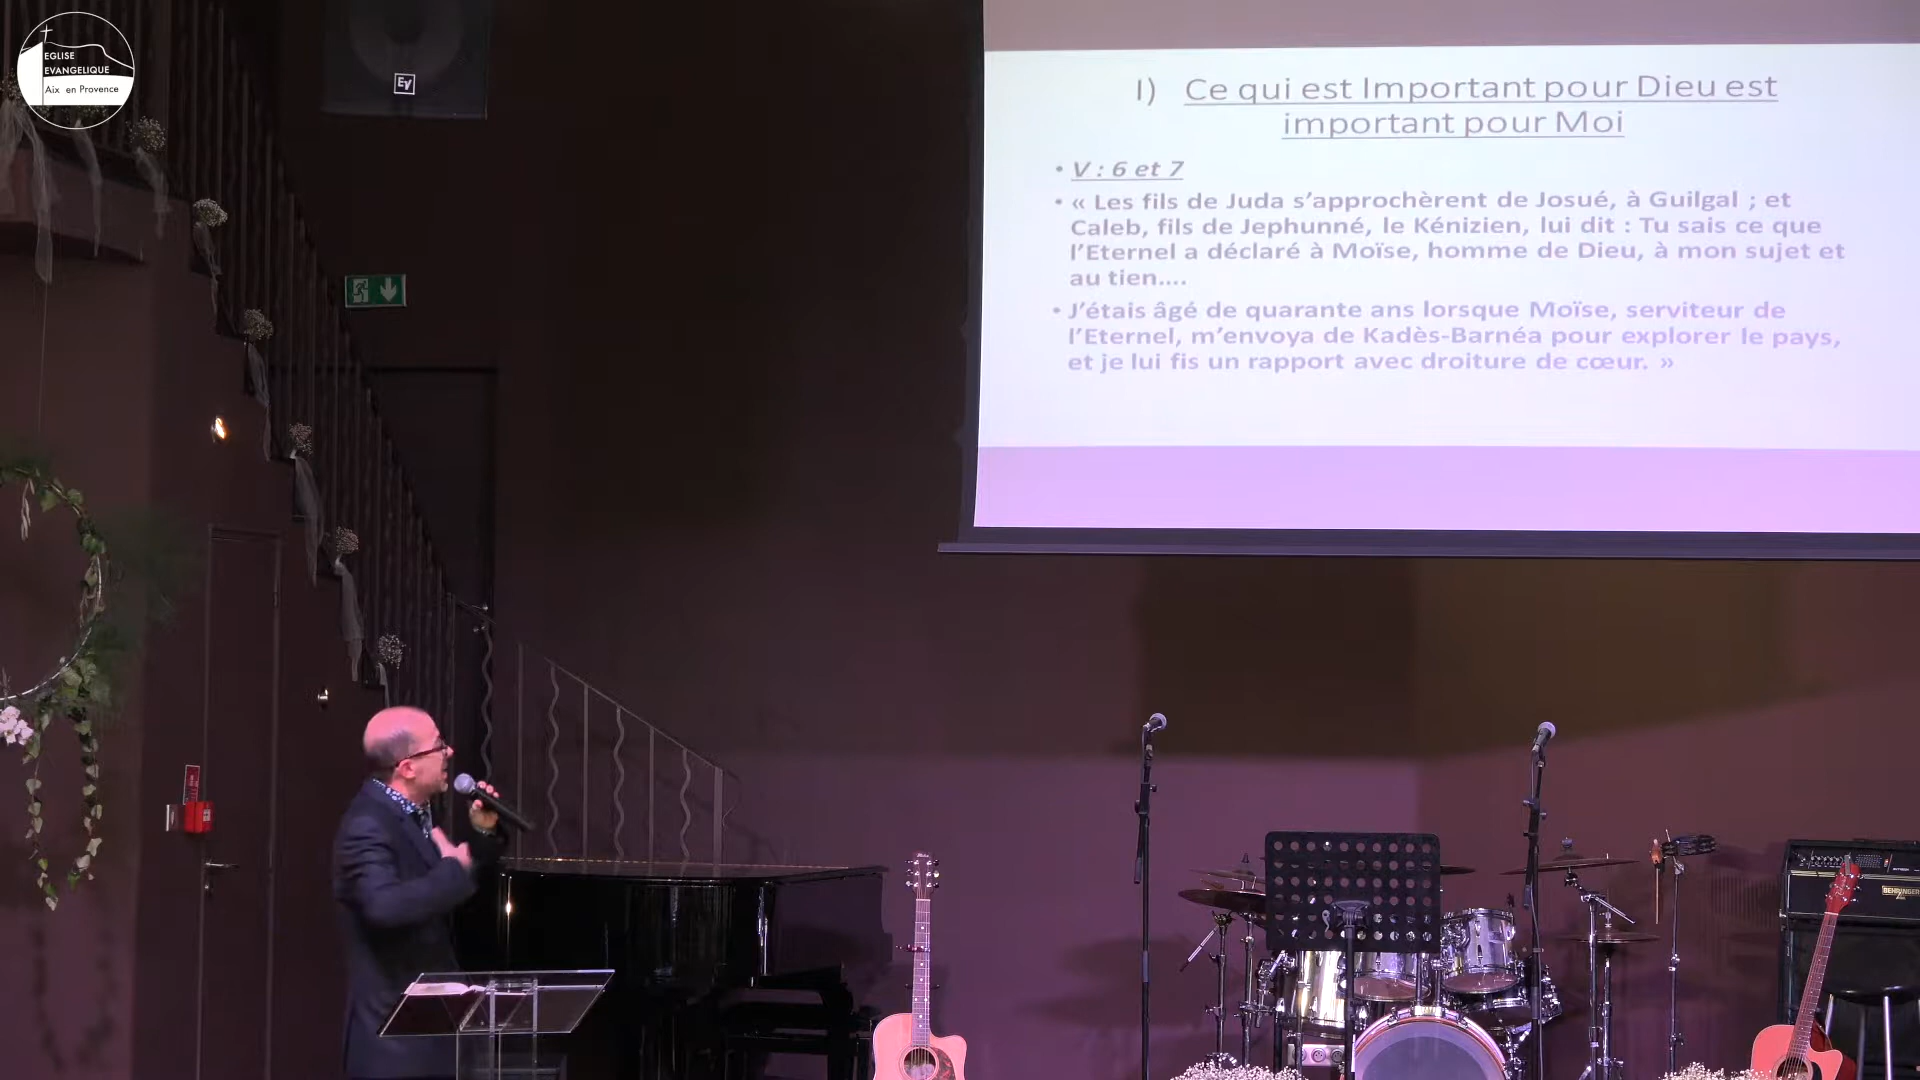 EGLISE
EVANGELIQUE
Aix en Provence
EV
I) Ce qui est Important pour Dieu est
important pour Moi
• V : 6 et 7
• « Les fils de Juda s’approchèrent de Josué, à Guilgal ; et
Caleb, fils de Jephunné, le Kénizien, lui dit : Tu sais ce que
l’Eternel a déclaré à Moïse, homme de Dieu, à mon sujet et
au tien….
• J’étais âgé de quarante ans lorsque Moïse, serviteur de
l’Eternel, m’envoya de Kadès-Barnéa pour explorer le pays,
et je lui fis un rapport avec droiture de cœur. »
BEHRINGER